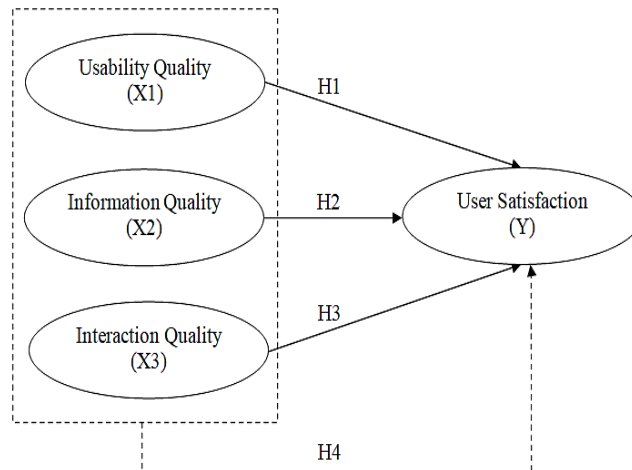 Usability Quality
(X1)
H1
Information Quality
(X2)
H2
User Satisfaction
(Y)
Interaction Quality
(X3)
H3
H4